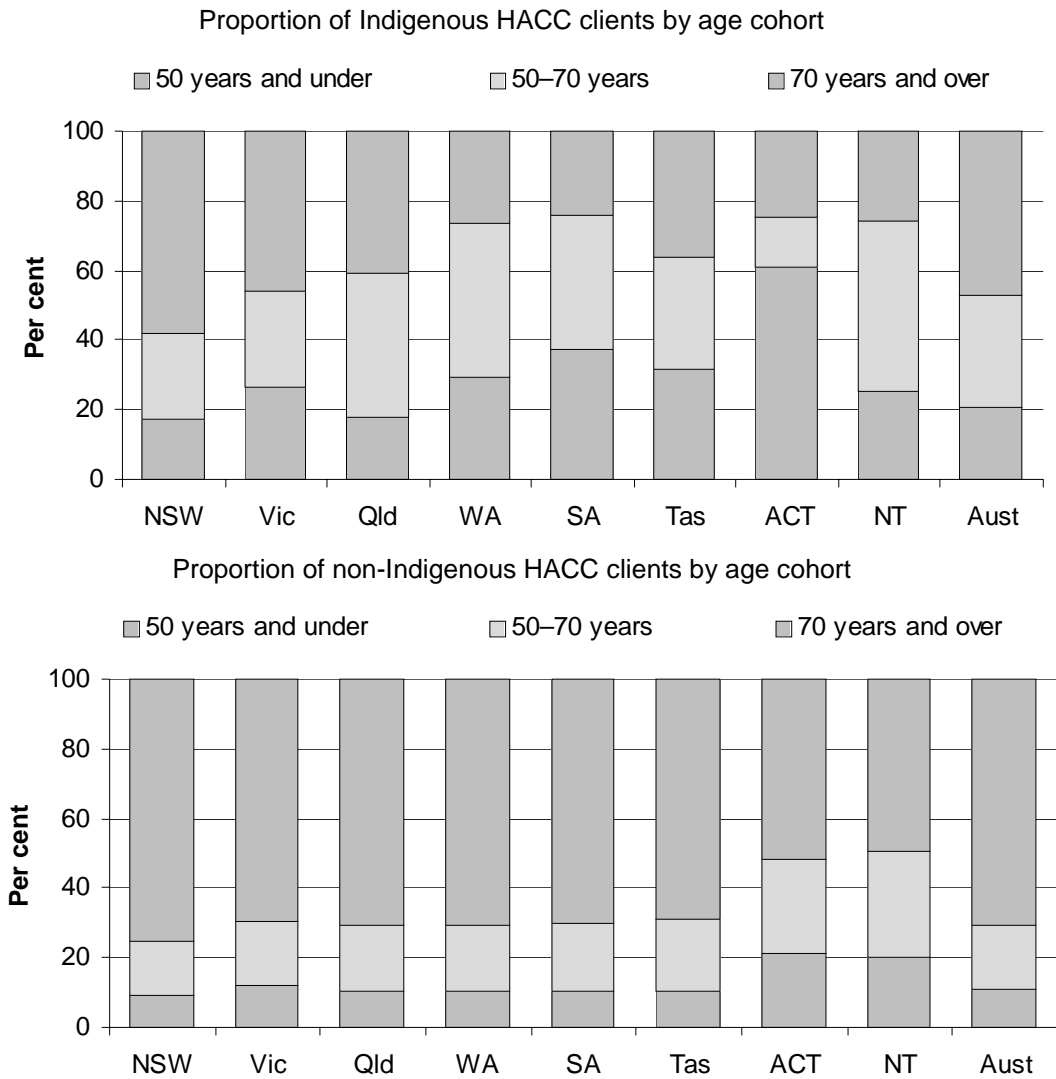 Proportion of Indigenous HACC clients by age cohort
50 years and under 50–70 years 70 years and over
100
80
60
40
20
0
Per cent
NSW Vic Qld WA SA Tas ACT NT Aust
Proportion of non-Indigenous HACC clients by age cohort
50 years and under 50–70 years 70 years and over
100
80
60
40
20
0
Per cent
NSW Vic Qld WA SA Tas ACT NT Aust